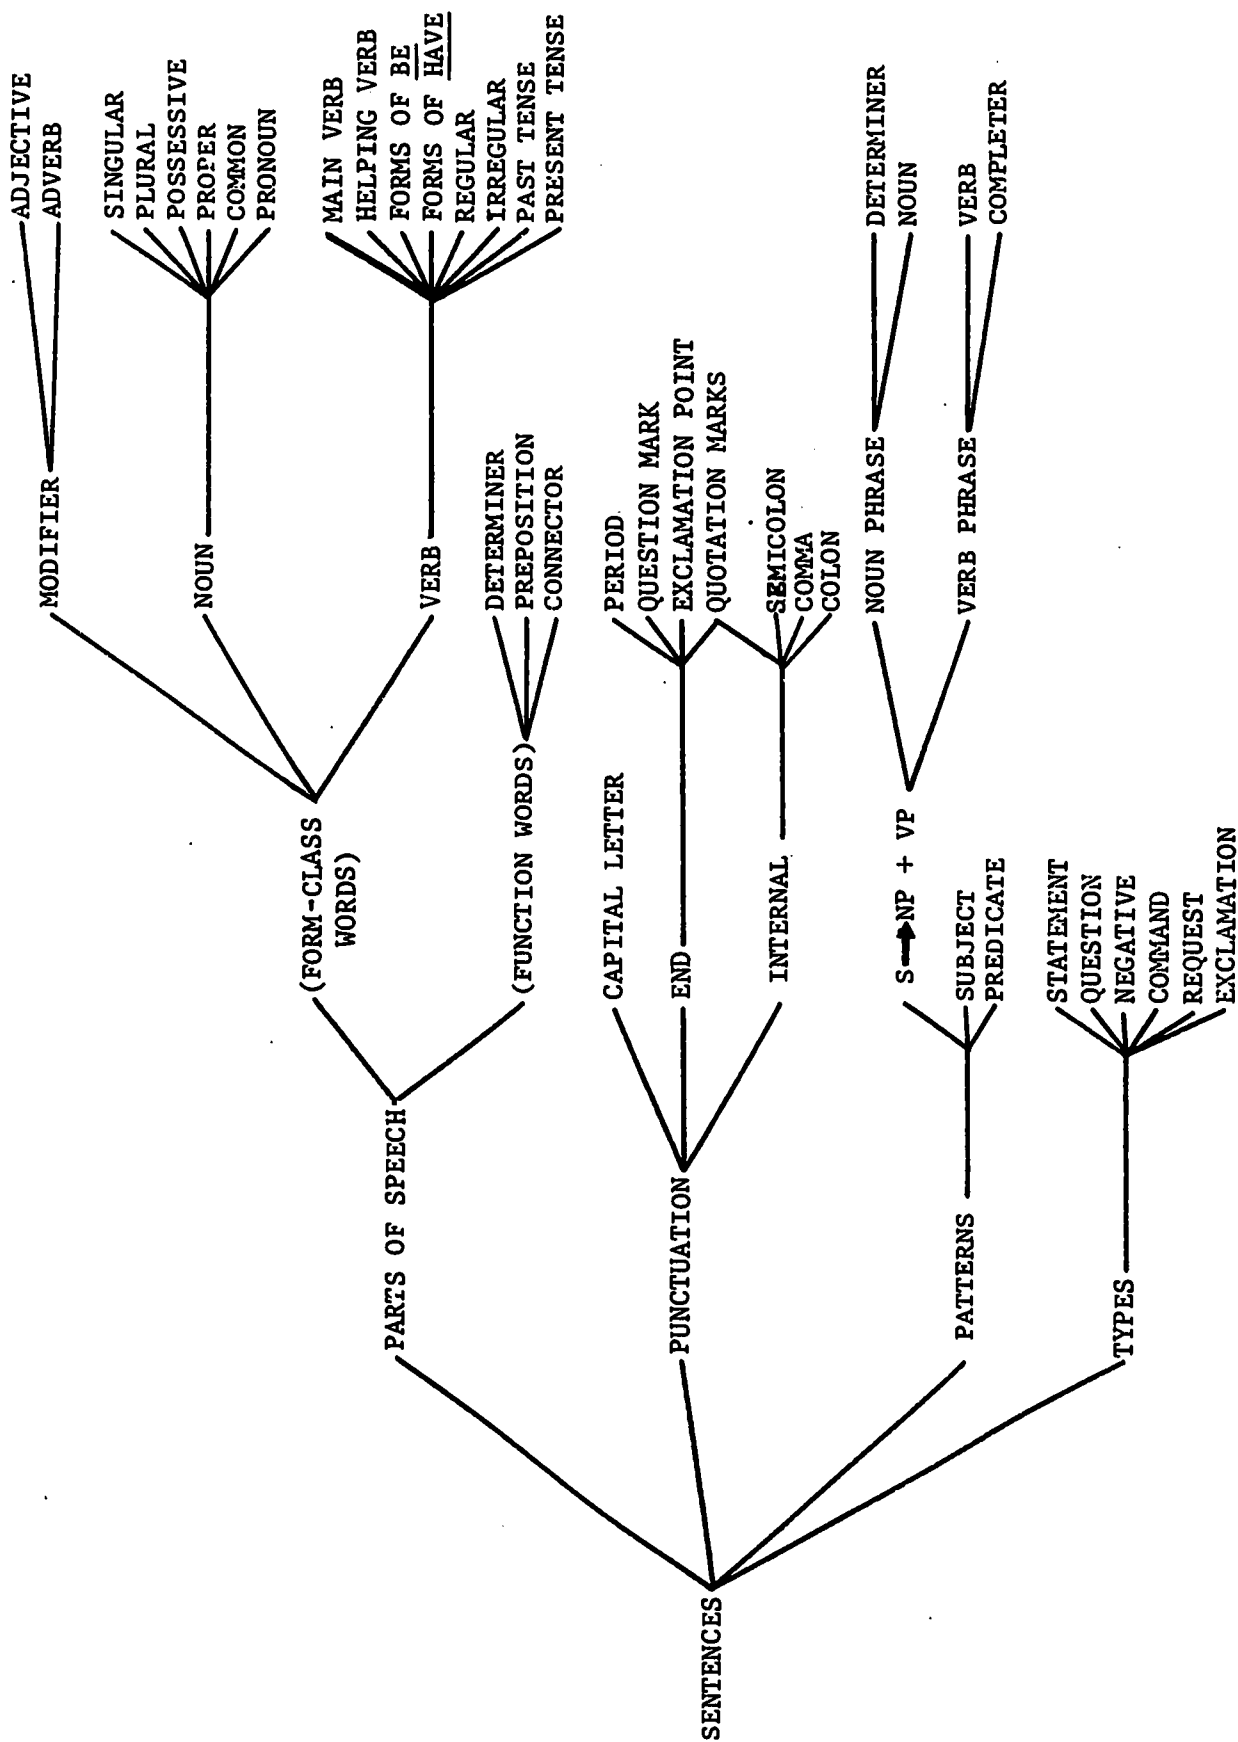 SENTENCES
PARTS OF SPEECH
(FORM-CLASS
WORDS)
MODIFIER
ADJECTIVE
ADVERB
NOUN
SINGULAR
PLURAL
POSSESSIVE
PROPER
COMMON
PRONOUN
VERB
MAIN VERB
HELPING VERB
FORMS OF BE
FORMS OF HAVE
REGULAR
IRREGULAR
PAST TENSE
PRESENT TENSE
(FUNCTION WORDS)
DETERMINER
PREPOSITION
CONNECTOR
PUNCTUATION
CAPITAL LETTER
END
PERIOD
QUESTION MARK
EXCLAMATION POINT
QUOTATION MARKS
INTERNAL
SEMICOLON
COMMA
COLON
PATTERNS
S→NP + VP
NOUN PHRASE
DETERMINER
NOUN
VERB PHRASE
VERB
COMPLETER
SUBJECT
PREDICATE
TYPES
STATEMENT
QUESTION
NEGATIVE
COMMAND
REQUEST
EXCLAMATION